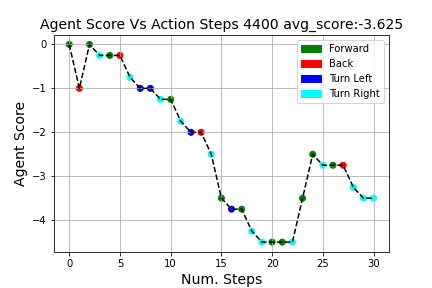 Agent Score Vs Action Steps 4400 avg_score:-3.625
Forward
Back
Turn Left
Turn Right
Agent Score
0
−1
−2
−3
−4
0 5 10 15 20 25 30
Num. Steps